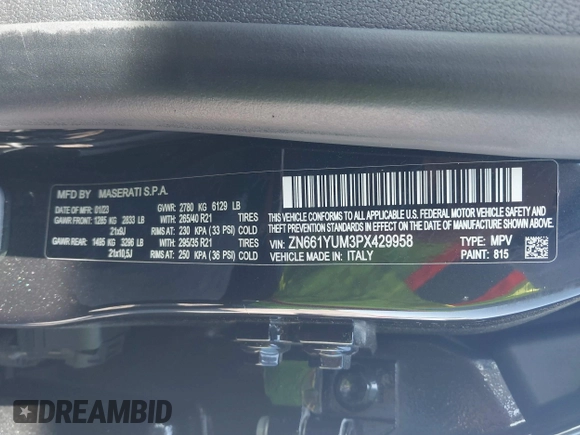 MFD BY MASERATI S.P.A.
DATE OF MFD: 01/23 GVWR: 2780 KG 6129 LB
GAWR FRONT: 1285 KG 2833 LB WITH: 265/40 R21 TIRES
21x9J RIMS AT: 230 KPA (33 PSI) COLD
GAWR REAR: 1495 KG 3296 LB WITH: 295/35 R21 TIRES
21x10,5J RIMS AT: 250 KPA (36 PSI) COLD
THIS VEHICLE CONFORMS TO ALL APPLICABLE U.S. FEDERAL MOTOR VEHICLE SAFETY, BUMPER, AND THEFT
PREVENTION STANDARDS IN EFFECT ON THE DATE OF MANUFACTURE SHOWN ABOVE.
VIN: ZN661YUM3PX429958 TYPE: MPV
VEHICLE MADE IN: ITALY PAINT: 815
DREAMBID